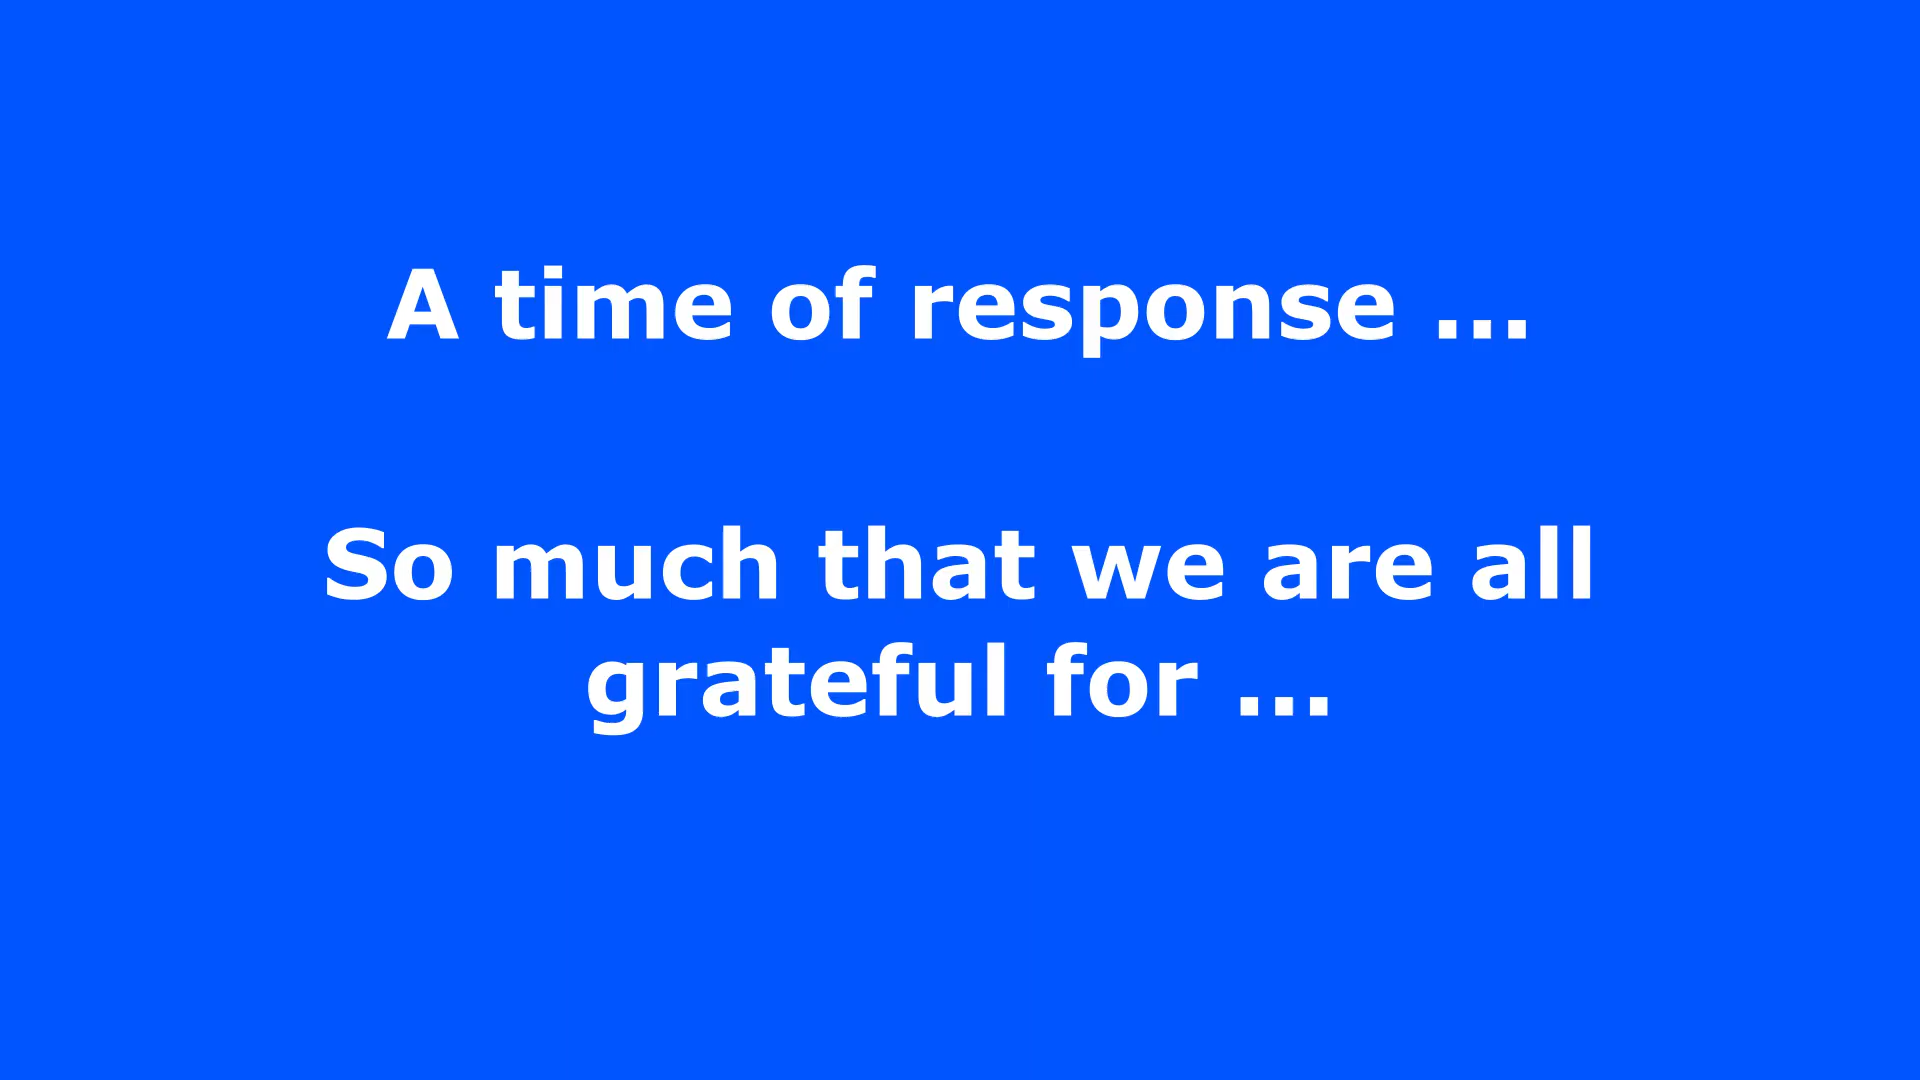 A time of response ...
So much that we are all
grateful for ...